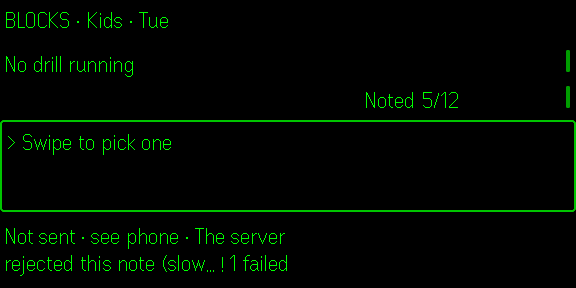 BLOCKS · Kids · Tue
No drill running
Noted 5/12
> Swipe to pick one
Not sent · see phone · The server
rejected this note (slow... ! 1 failed